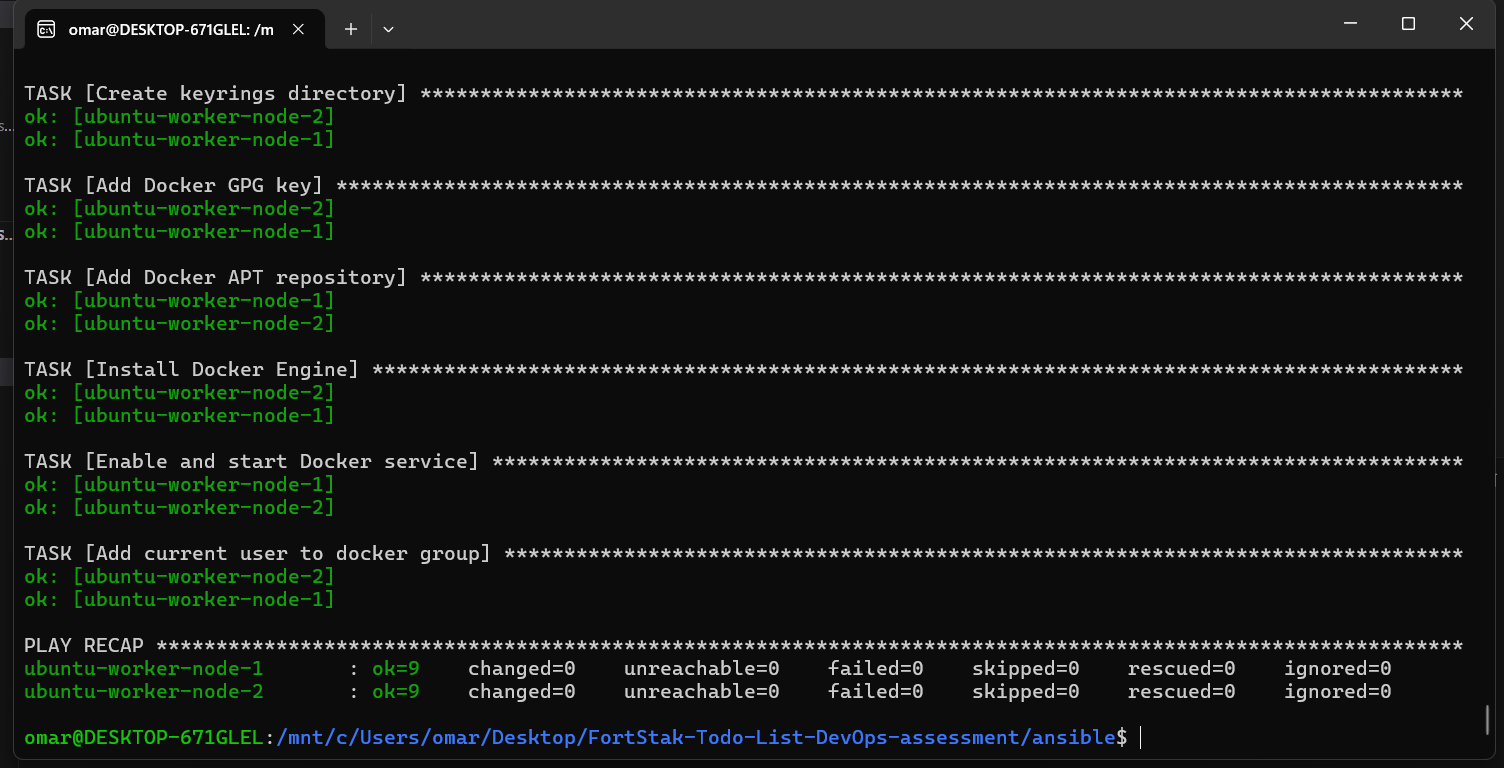 omar@DESKTOP-671GLEL: /m
TASK [Create keyrings directory] ***************************************************************************************
ok: [ubuntu-worker-node-2]
ok: [ubuntu-worker-node-1]
TASK [Add Docker GPG key] **********************************************************************************************
ok: [ubuntu-worker-node-2]
ok: [ubuntu-worker-node-1]
TASK [Add Docker APT repository] ***************************************************************************************
ok: [ubuntu-worker-node-1]
ok: [ubuntu-worker-node-2]
TASK [Install Docker Engine] *******************************************************************************************
ok: [ubuntu-worker-node-2]
ok: [ubuntu-worker-node-1]
TASK [Enable and start Docker service] *********************************************************************************
ok: [ubuntu-worker-node-1]
ok: [ubuntu-worker-node-2]
TASK [Add current user to docker group] ********************************************************************************
ok: [ubuntu-worker-node-2]
ok: [ubuntu-worker-node-1]
PLAY RECAP *************************************************************************************************************
ubuntu-worker-node-1       : ok=9    changed=0    unreachable=0    failed=0    skipped=0    rescued=0    ignored=0
ubuntu-worker-node-2       : ok=9    changed=0    unreachable=0    failed=0    skipped=0    rescued=0    ignored=0
omar@DESKTOP-671GLEL:/mnt/c/Users/omar/Desktop/FortStak-Todo-List-DevOps-assessment/ansible$